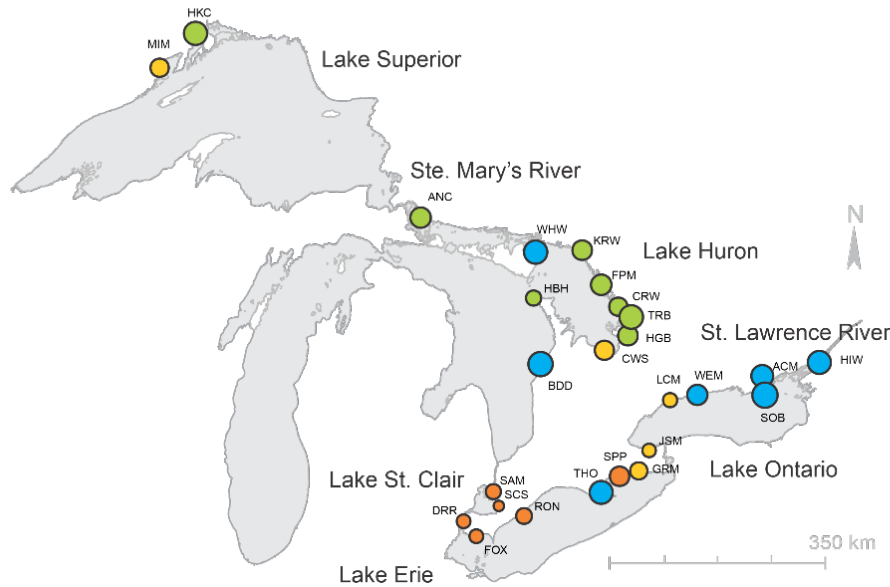 HKC
MIM
Lake Superior
Ste. Mary's River
ANC
WHW
KRW
Lake Huron
N
FPM
HBH
CRW
TRB
St. Lawrence River
HGB
CWS
BDD
HIW
ACM
WEM
LCM
SOB
JSM
Lake Ontario
SPP
GRM
THO
Lake St. Clair
SAM
SCS
RON
DRR
FOX
350 km
Lake Erie